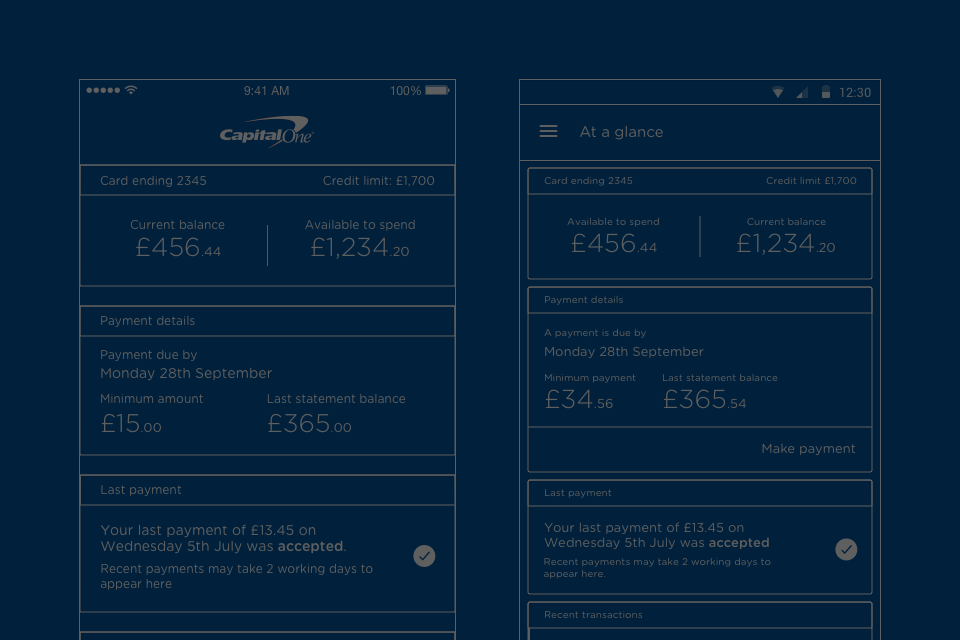 9:41 AM 100%
CapitalOne
Card ending 2345 Credit limit: £1,700
Current balance Available to spend
£456.44 £1,234.20
Payment details
Payment due by
Monday 28th September
Minimum amount Last statement balance
£15.00 £365.00
Last payment
Your last payment of £13.45 on
Wednesday 5th July was accepted.
Recent payments may take 2 working days to
appear here
12:30
At a glance
Card ending 2345 Credit limit £1,700
Available to spend Current balance
£456.44 £1,234.20
Payment details
A payment is due by
Monday 28th September
Minimum payment Last statement balance
£34.56 £365.54
Make payment
Last payment
Your last payment of £13.45 on
Wednesday 5th July was accepted
Recent payments may take 2 working days to
appear here.
Recent transactions